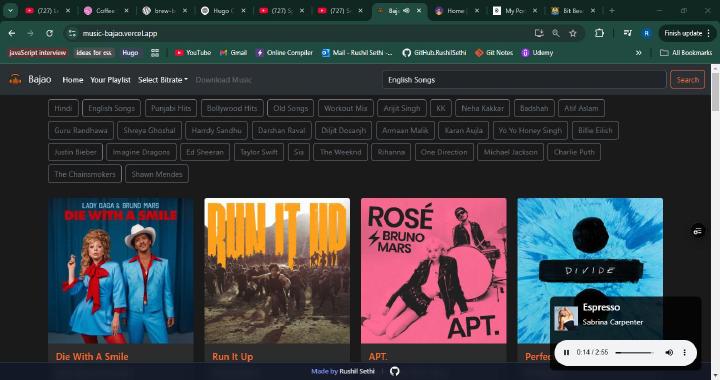 (727) Lo
Coffee
brew-b
Hugo C
(727) Sp
(727) Se
Baj
Home |
My Por
Bit Bee
Finish update
music-bajao.vercel.app
R
javaScript interview
ideas for css
Hugo
YouTube
Gmail
Online Compiler
Mail - Rushil Sethi -...
GitHub.RushilSethi
Git Notes
Udemy
»
All Bookmarks
Bajao
Home
Your Playlist
Select Bitrate
Download Music
English Songs
Search
Hindi
English Songs
Punjabi Hits
Bollywood Hits
Old Songs
Workout Mix
Arijit Singh
KK
Neha Kakkar
Badshah
Atif Aslam
Guru Randhawa
Shreya Ghoshal
Harrdy Sandhu
Darshan Raval
Diljit Dosanjh
Armaan Malik
Karan Aujla
Yo Yo Honey Singh
Billie Eilish
Justin Bieber
Imagine Dragons
Ed Sheeran
Taylor Swift
Sia
The Weeknd
Rihanna
One Direction
Michael Jackson
Charlie Puth
The Chainsmokers
Shawn Mendes
LADY GAGA & BRUNO MARS
DIE WITH A SMILE
RUN IT UP
ROSÉ
BRUNO
MARS
APT.
DIVIDE
Espresso
Sabrina Carpenter
0:14 / 2:55
Die With A Smile
Run It Up
APT.
Perfe
Made by Rushil Sethi